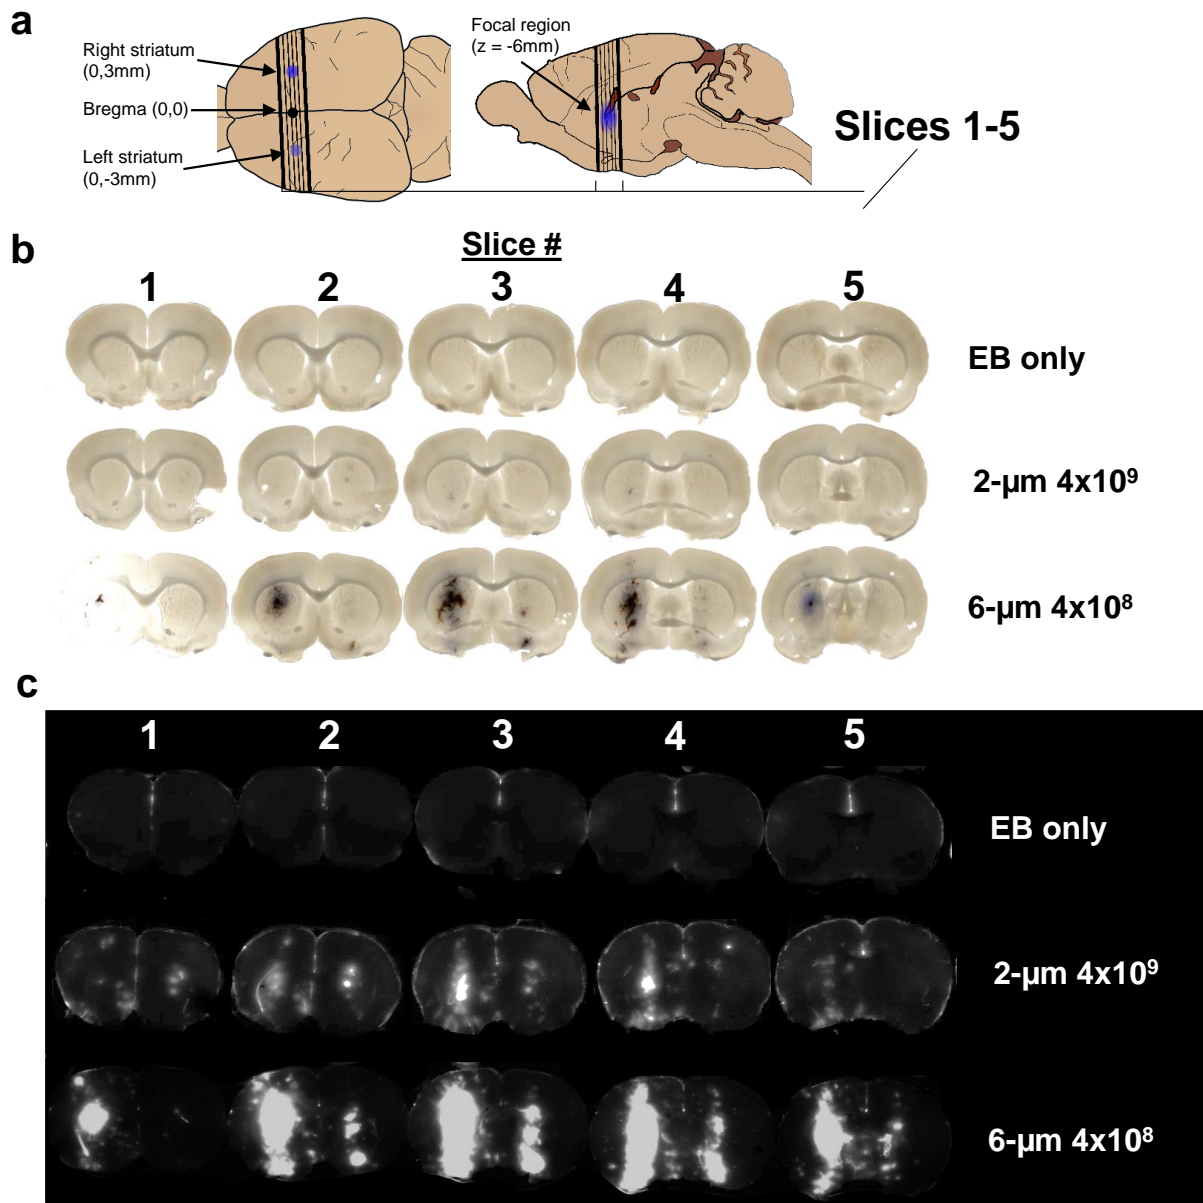 a
Right striatum
(0,3mm)
Bregma (0,0)
Left striatum
(0,-3mm)
Focal region
(z = -6mm)
Slices 1-5
b
Slice #
1 2 3 4 5
EB only
2-µm 4x10⁹
6-µm 4x10⁸
c
1 2 3 4 5
EB only
2-µm 4x10⁹
6-µm 4x10⁸